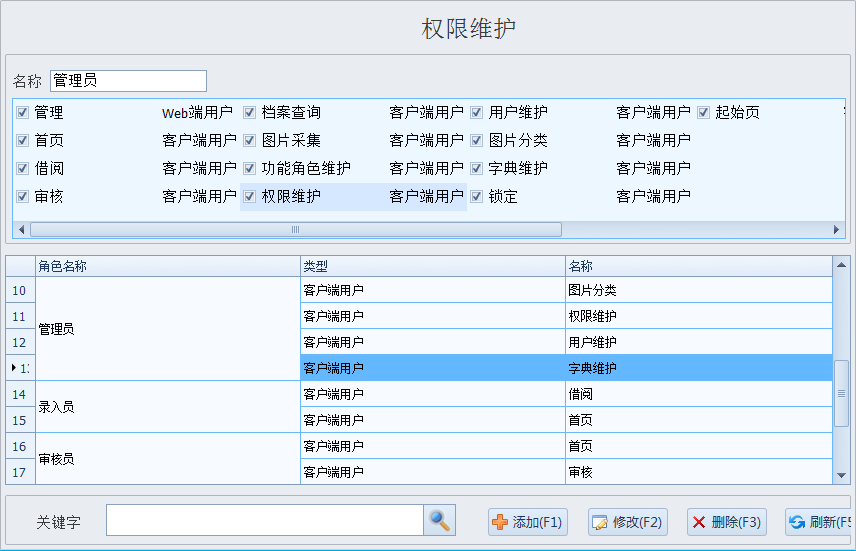 权限维护
名称 管理员
管理 Web端用户 档案查询 客户端用户 用户维护 客户端用户 起始页
首页 客户端用户 图片采集 客户端用户 图片分类 客户端用户
借阅 客户端用户 功能角色维护 客户端用户 字典维护 客户端用户
审核 客户端用户 权限维护 客户端用户 锁定 客户端用户
角色名称 类型 名称
10 客户端用户 图片分类
11 客户端用户 权限维护
管理员
12 客户端用户 用户维护
客户端用户 字典维护
14 客户端用户 借阅
录入员
15 客户端用户 首页
16 客户端用户 首页
审核员
17 客户端用户 审核
关键字 添加(F1) 修改(F2) 删除(F3) 刷新(F5